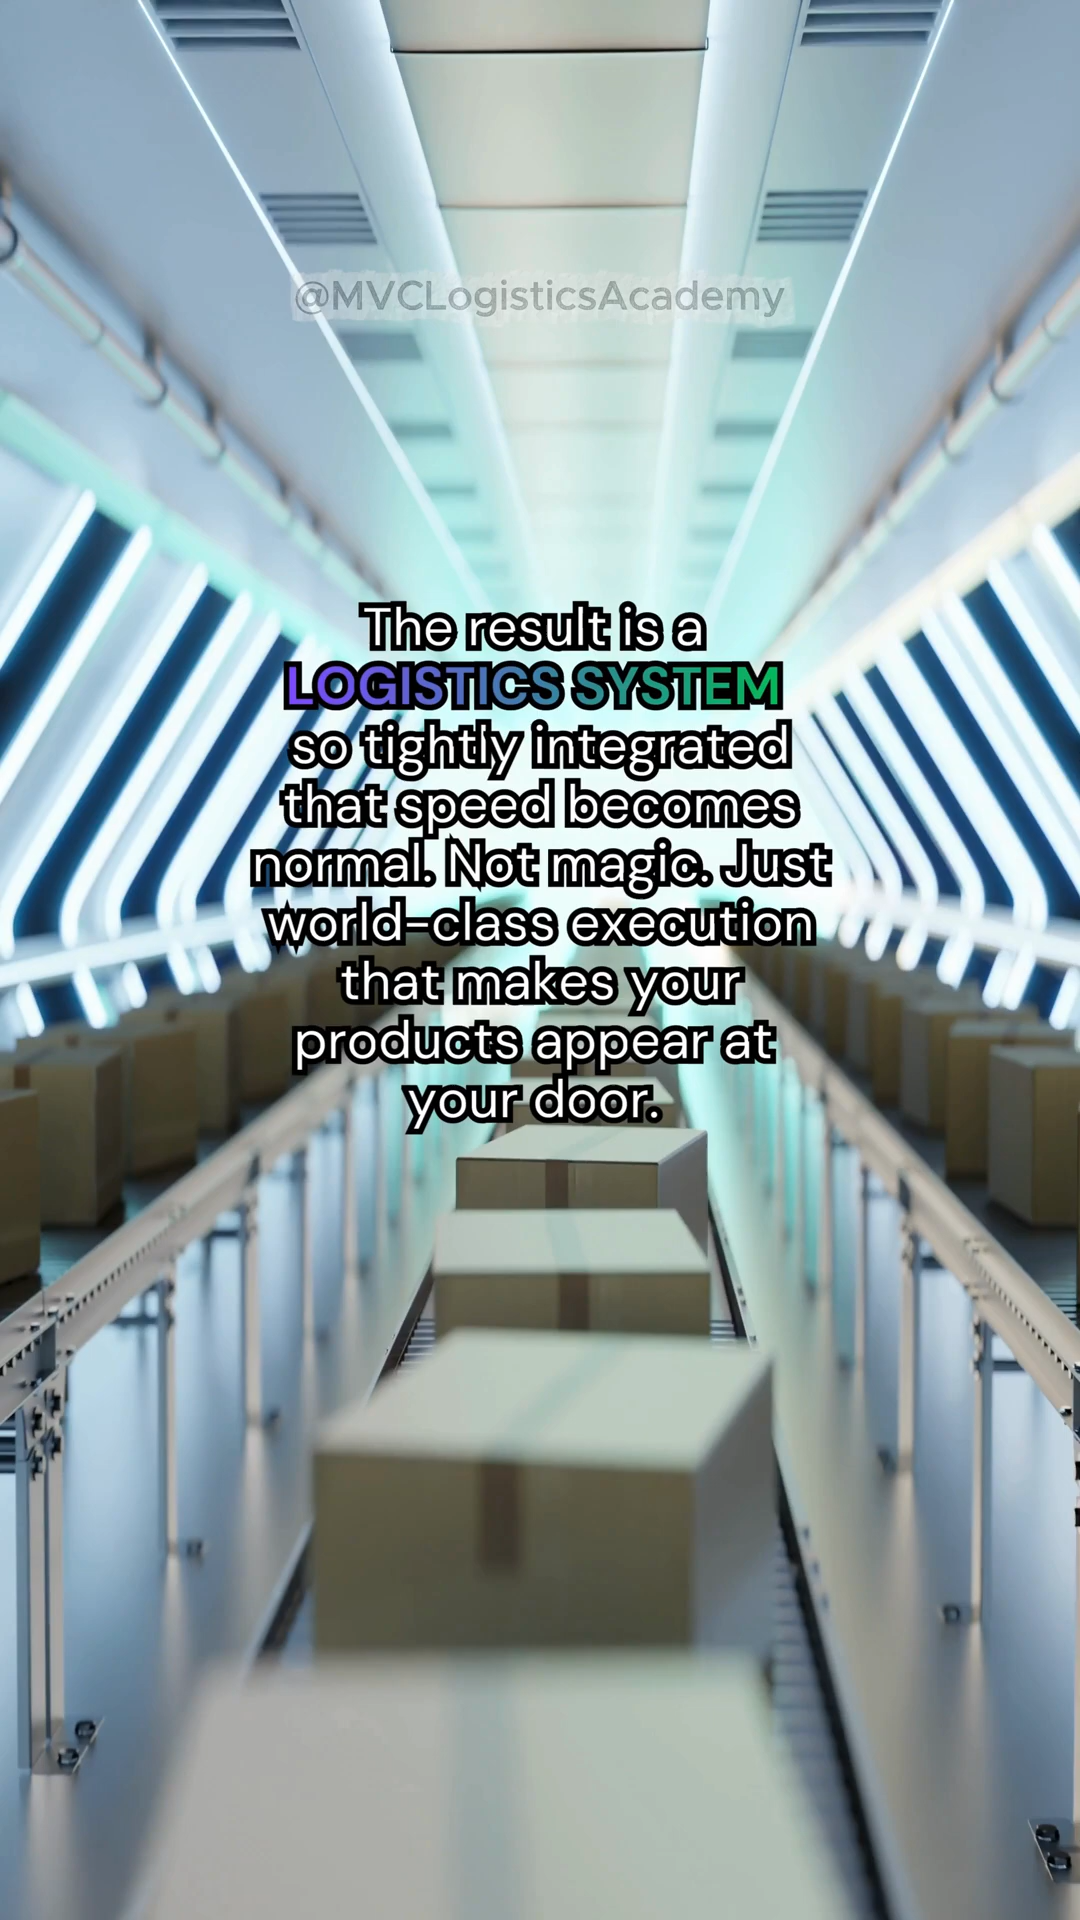 @MVCLogisticsAcademy
The result is a
LOGISTICS SYSTEM
so tightly integrated
that speed becomes
normal. Not magic. Just
world-class execution
that makes your
products appear at
your door.